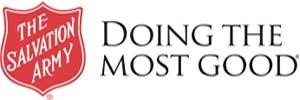 THE
SALVATION
ARMY
DOING THE
MOST GOOD®